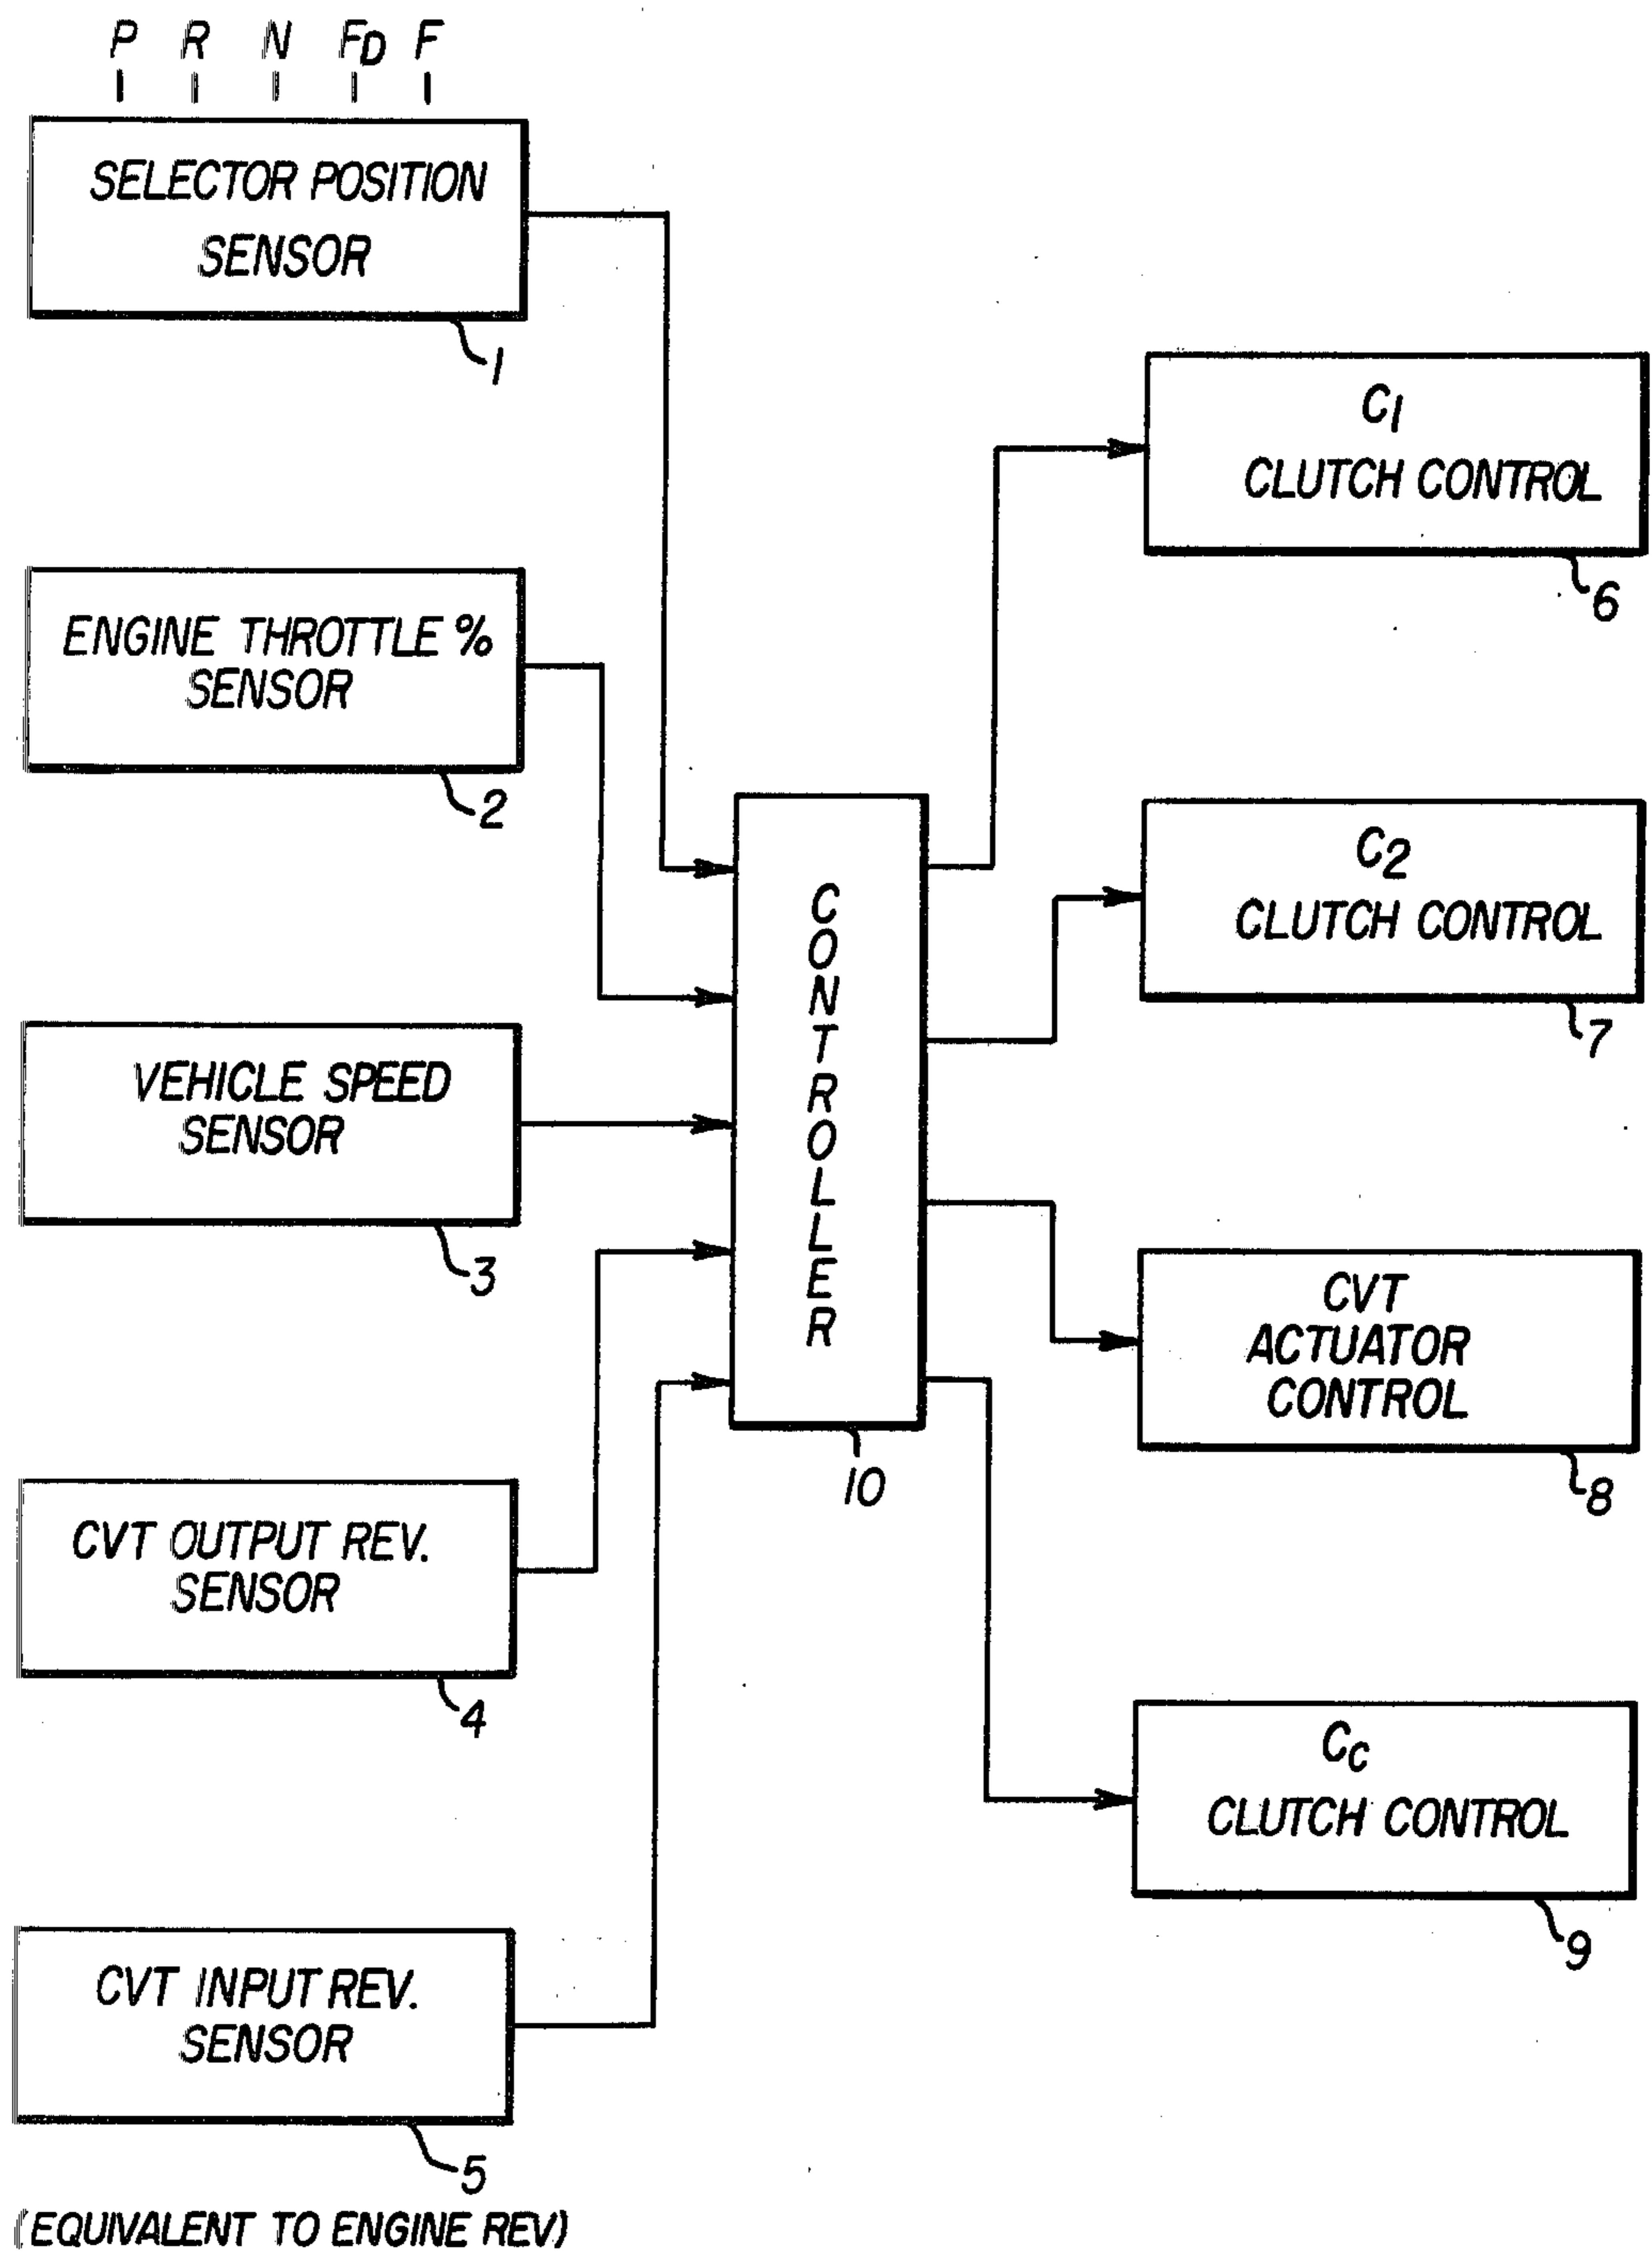 P R N FD F
SELECTOR POSITION
SENSOR
1
ENGINE THROTTLE %
SENSOR
2
VEHICLE SPEED
SENSOR
3
CVT OUTPUT REV.
SENSOR
4
CVT INPUT REV.
SENSOR
5
(EQUIVALENT TO ENGINE REV)
CONTROLLER
10
C1
CLUTCH CONTROL
6
C2
CLUTCH CONTROL
7
CVT
ACTUATOR
CONTROL
8
CC
CLUTCH CONTROL
9